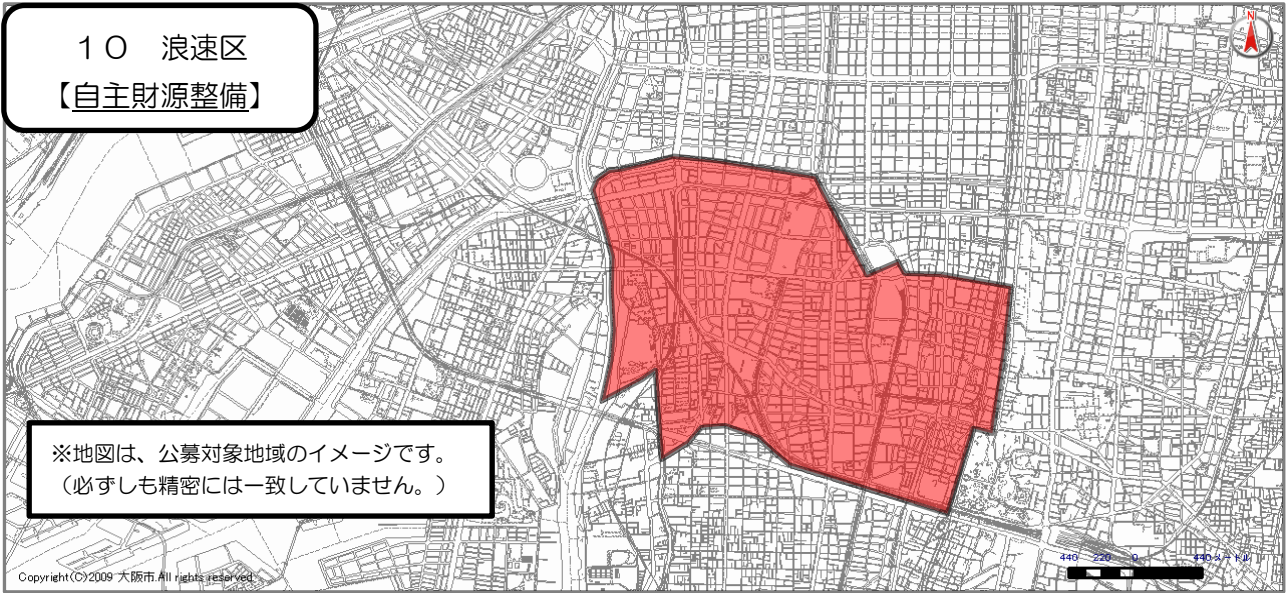 １０　浪速区
【自主財源整備】
N
※地図は、公募対象地域のイメージです。
（必ずしも精密には一致していません。）
440 220 0 440メートル
Copyright(C)2009 大阪市 All rights reserved